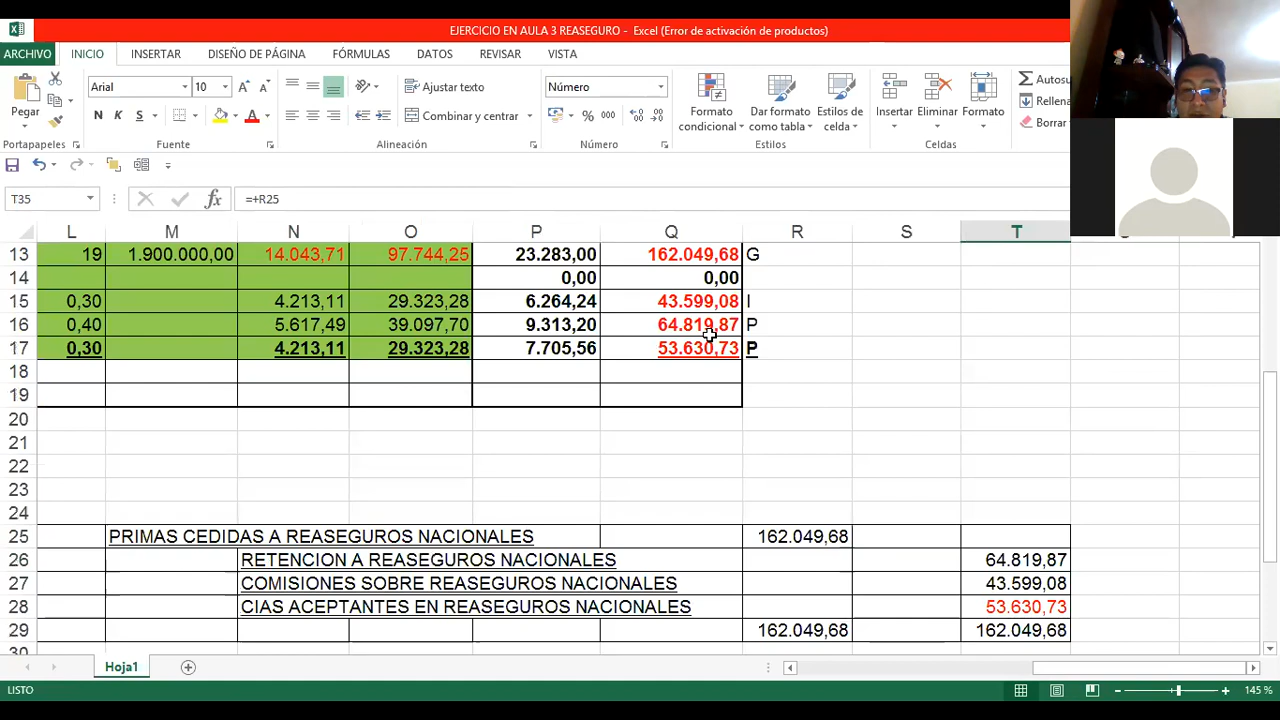 EJERCICIO EN AULA 3 REASEGURO - Excel (Error de activación de productos)
ARCHIVO INICIO INSERTAR DISEÑO DE PÁGINA FÓRMULAS DATOS REVISAR VISTA
Arial 10 Ajustar texto Número Autosu
Pegar N K S Combinar y centrar % 000 Formato condicional Dar formato como tabla Estilos de celda Insertar Eliminar Formato Rellena
Borrar
Portapapeles Fuente Alineación Número Estilos Celdas
T35 fx =+R25
L M N O P Q R S T
13 19 1.900.000,00 14.043,71 97.744,25 23.283,00 162.049,68 G
14 0,00 0,00
15 0,30 4.213,11 29.323,28 6.264,24 43.599,08 I
16 0,40 5.617,49 39.097,70 9.313,20 64.819,87 P
17 0,30 4.213,11 29.323,28 7.705,56 53.630,73 P
18
19
20
21
22
23
24
25 PRIMAS CEDIDAS A REASEGUROS NACIONALES 162.049,68
26 RETENCION A REASEGUROS NACIONALES 64.819,87
27 COMISIONES SOBRE REASEGUROS NACIONALES 43.599,08
28 CIAS ACEPTANTES EN REASEGUROS NACIONALES 53.630,73
29 162.049,68 162.049,68
30
Hoja1
LISTO 145 %